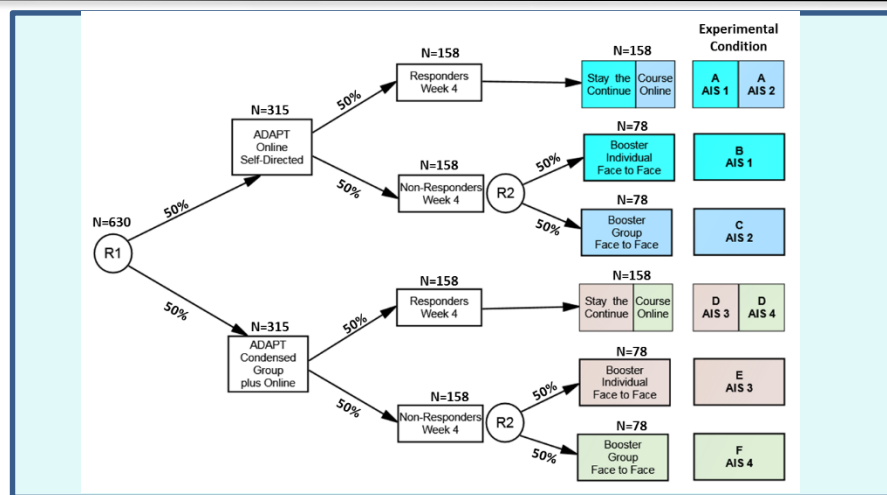 Experimental
Condition
N=158
N=158
Responders
Week 4
50%
Stay the
Continue
Course
Online
A
AIS 1
A
AIS 2
N=315
ADAPT
Online
Self-Directed
50%
N=158
Non-Responders
Week 4
R2
50%
N=78
Booster
Individual
Face to Face
B
AIS 1
50%
N=78
Booster
Group
Face to Face
C
AIS 2
N=630
R1
50%
50%
N=315
ADAPT
Condensed
Group
plus Online
50%
N=158
Responders
Week 4
N=158
Stay the
Continue
Course
Online
D
AIS 3
D
AIS 4
50%
N=158
Non-Responders
Week 4
R2
50%
N=78
Booster
Individual
Face to Face
E
AIS 3
50%
N=78
Booster
Group
Face to Face
F
AIS 4